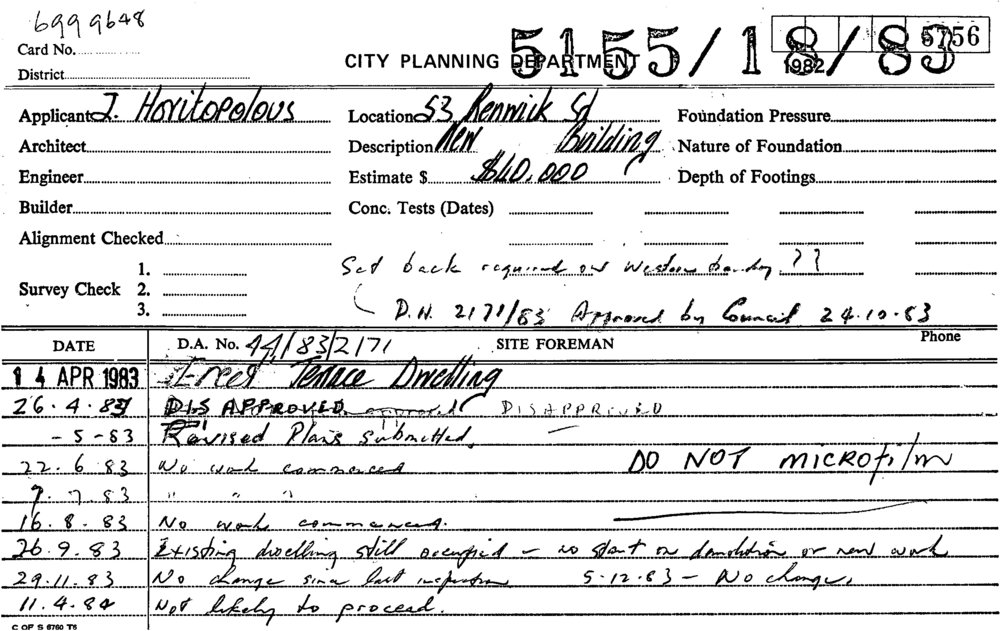 6999648
Card No.
5155/18/83
5756
1982
CITY PLANNING DEPARTMENT
District
Applicant J. Horitopolous Location 53 Renwick St Foundation Pressure
Architect Description New Building Nature of Foundation
Engineer Estimate $ $40,000 Depth of Footings
Builder Conc. Tests (Dates)
Alignment Checked
1.
Set back required on Western boundary ??
Survey Check 2.
3.
D.N. 2171/83 Approved by Council 24.10.83
DATE D.A. No. 44/83/2171 SITE FOREMAN Phone
14 APR 1983 Erect Terrace Dwelling
26.4.83 DISAPPROVED approved DISAPPROVED
- 5 - 83 Revised Plans submitted
22.6.83 No work commenced DO NOT microfilm
7.7.83 " " "
16.8.83 No work commenced.
26.9.83 Existing dwelling still occupied - no start on demolition or new work
29.11.83 No change since last inspection 5-12.83 - No change.
11.4.84 Not likely to proceed.
C OF S 6760 T6